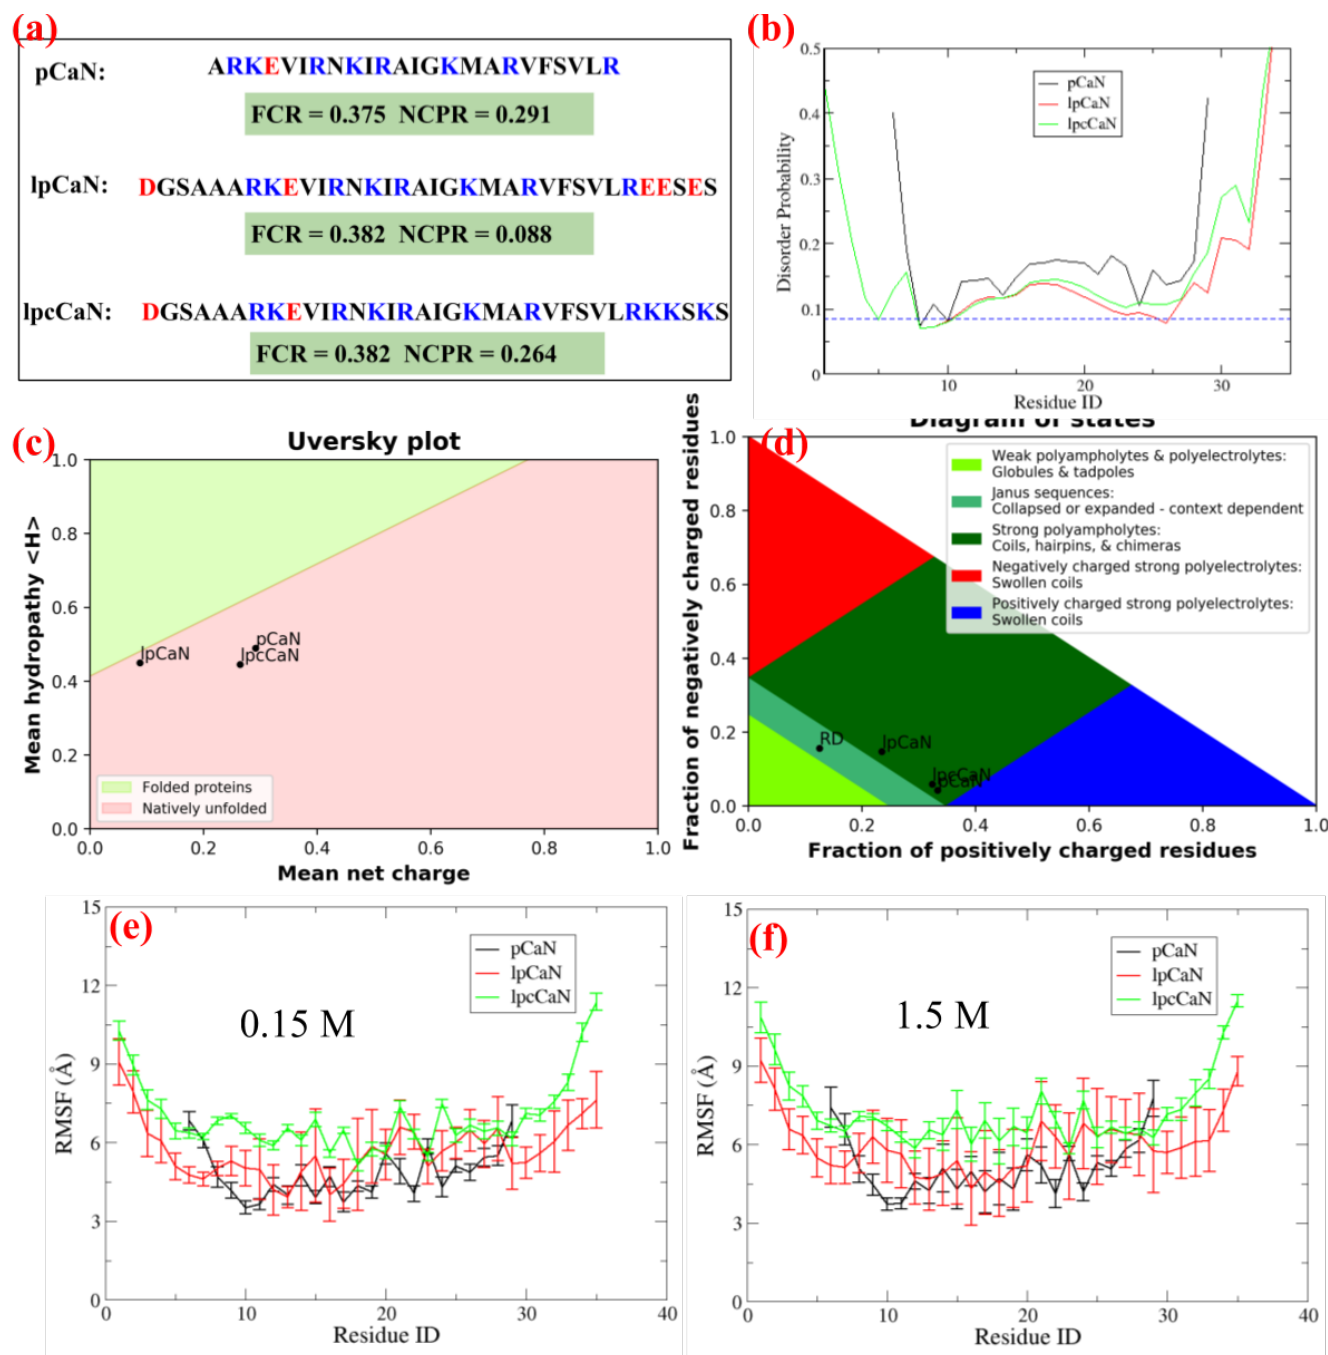 (a)
pCaN:
ARKEVIRNKIRAIGKMARVFSVLR
FCR = 0.375 NCPR = 0.291
lpCaN:
DGSAAARKEVIRNKIRAIGKMARVFSVLREESES
FCR = 0.382 NCPR = 0.088
lpcCaN:
DGSAAARKEVIRNKIRAIGKMARVFSVLRKKSKS
FCR = 0.382 NCPR = 0.264
(b)
0.5
0.4
0.3
0.2
0.1
0
Disorder Probability
pCaN
lpCaN
lpcCaN
10
20
30
Residue ID
(c)
Uversky plot
1.0
0.8
0.6
0.4
0.2
0.0
Mean hydropathy <H>
lpCaN
pCaN
lpcCaN
Folded proteins
Natively unfolded
0.0
0.2
0.4
0.6
0.8
1.0
Mean net charge
(d)
Diagram of states
1.0
0.8
0.6
0.4
0.2
0.0
Fraction of negatively charged residues
Weak polyampholytes & polyelectrolytes:
Globules & tadpoles
Janus sequences:
Collapsed or expanded - context dependent
Strong polyampholytes:
Coils, hairpins, & chimeras
Negatively charged strong polyelectrolytes:
Swollen coils
Positively charged strong polyelectrolytes:
Swollen coils
RD
lpCaN
lpcCaN
pCaN
0.0
0.2
0.4
0.6
0.8
1.0
Fraction of positively charged residues
(e)
15
12
9
6
3
0
RMSF (Å)
pCaN
lpCaN
lpcCaN
0.15 M
0
10
20
30
40
Residue ID
(f)
15
12
9
6
3
0
RMSF (Å)
pCaN
lpCaN
lpcCaN
1.5 M
0
10
20
30
40
Residue ID